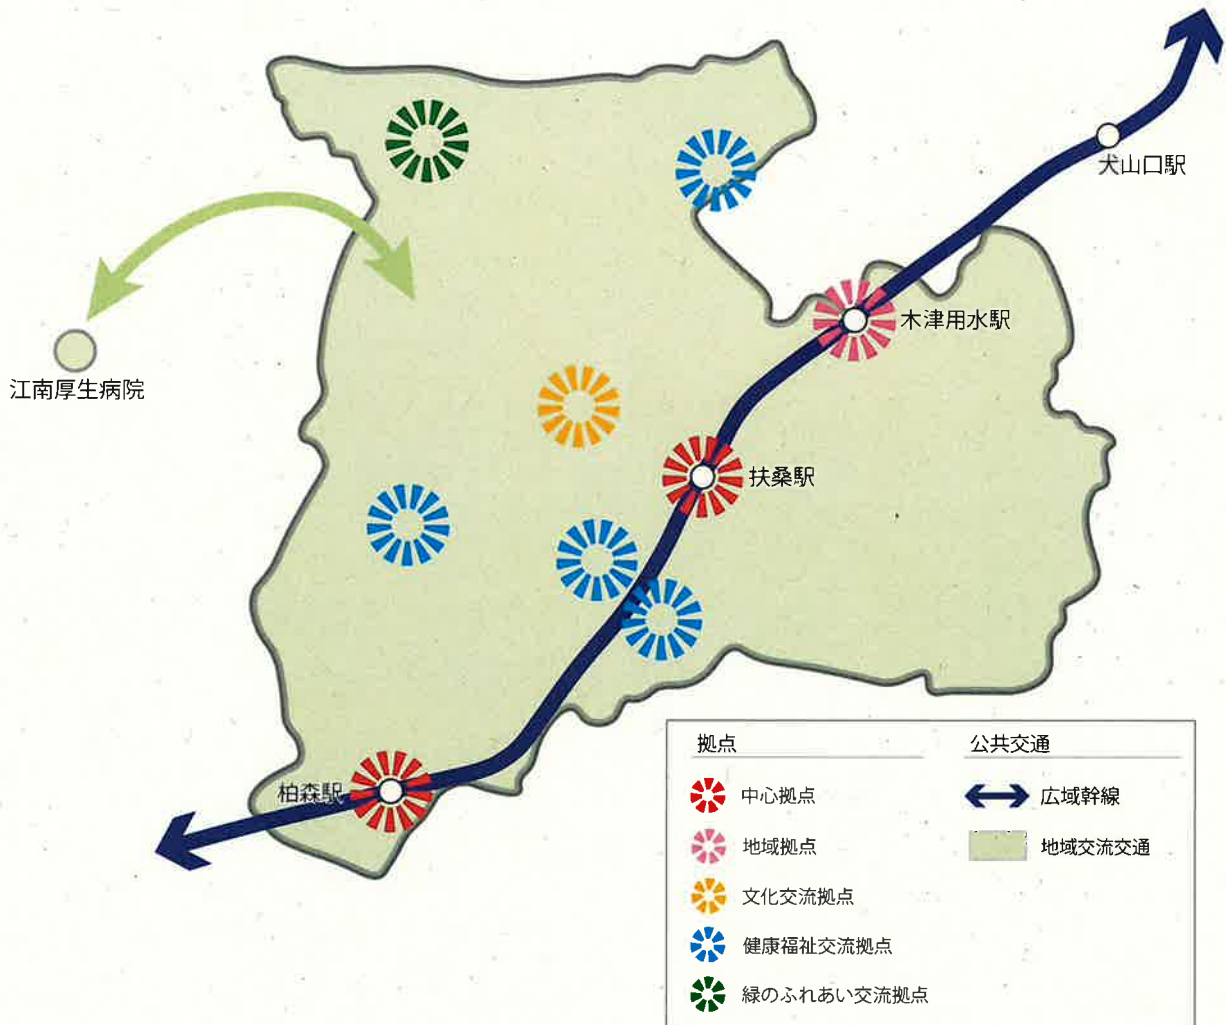 犬山口駅
木津用水駅
江南厚生病院
扶桑駅
柏森駅
拠点
中心拠点
地域拠点
文化交流拠点
健康福祉交流拠点
緑のふれあい交流拠点
公共交通
広域幹線
地域交流交通